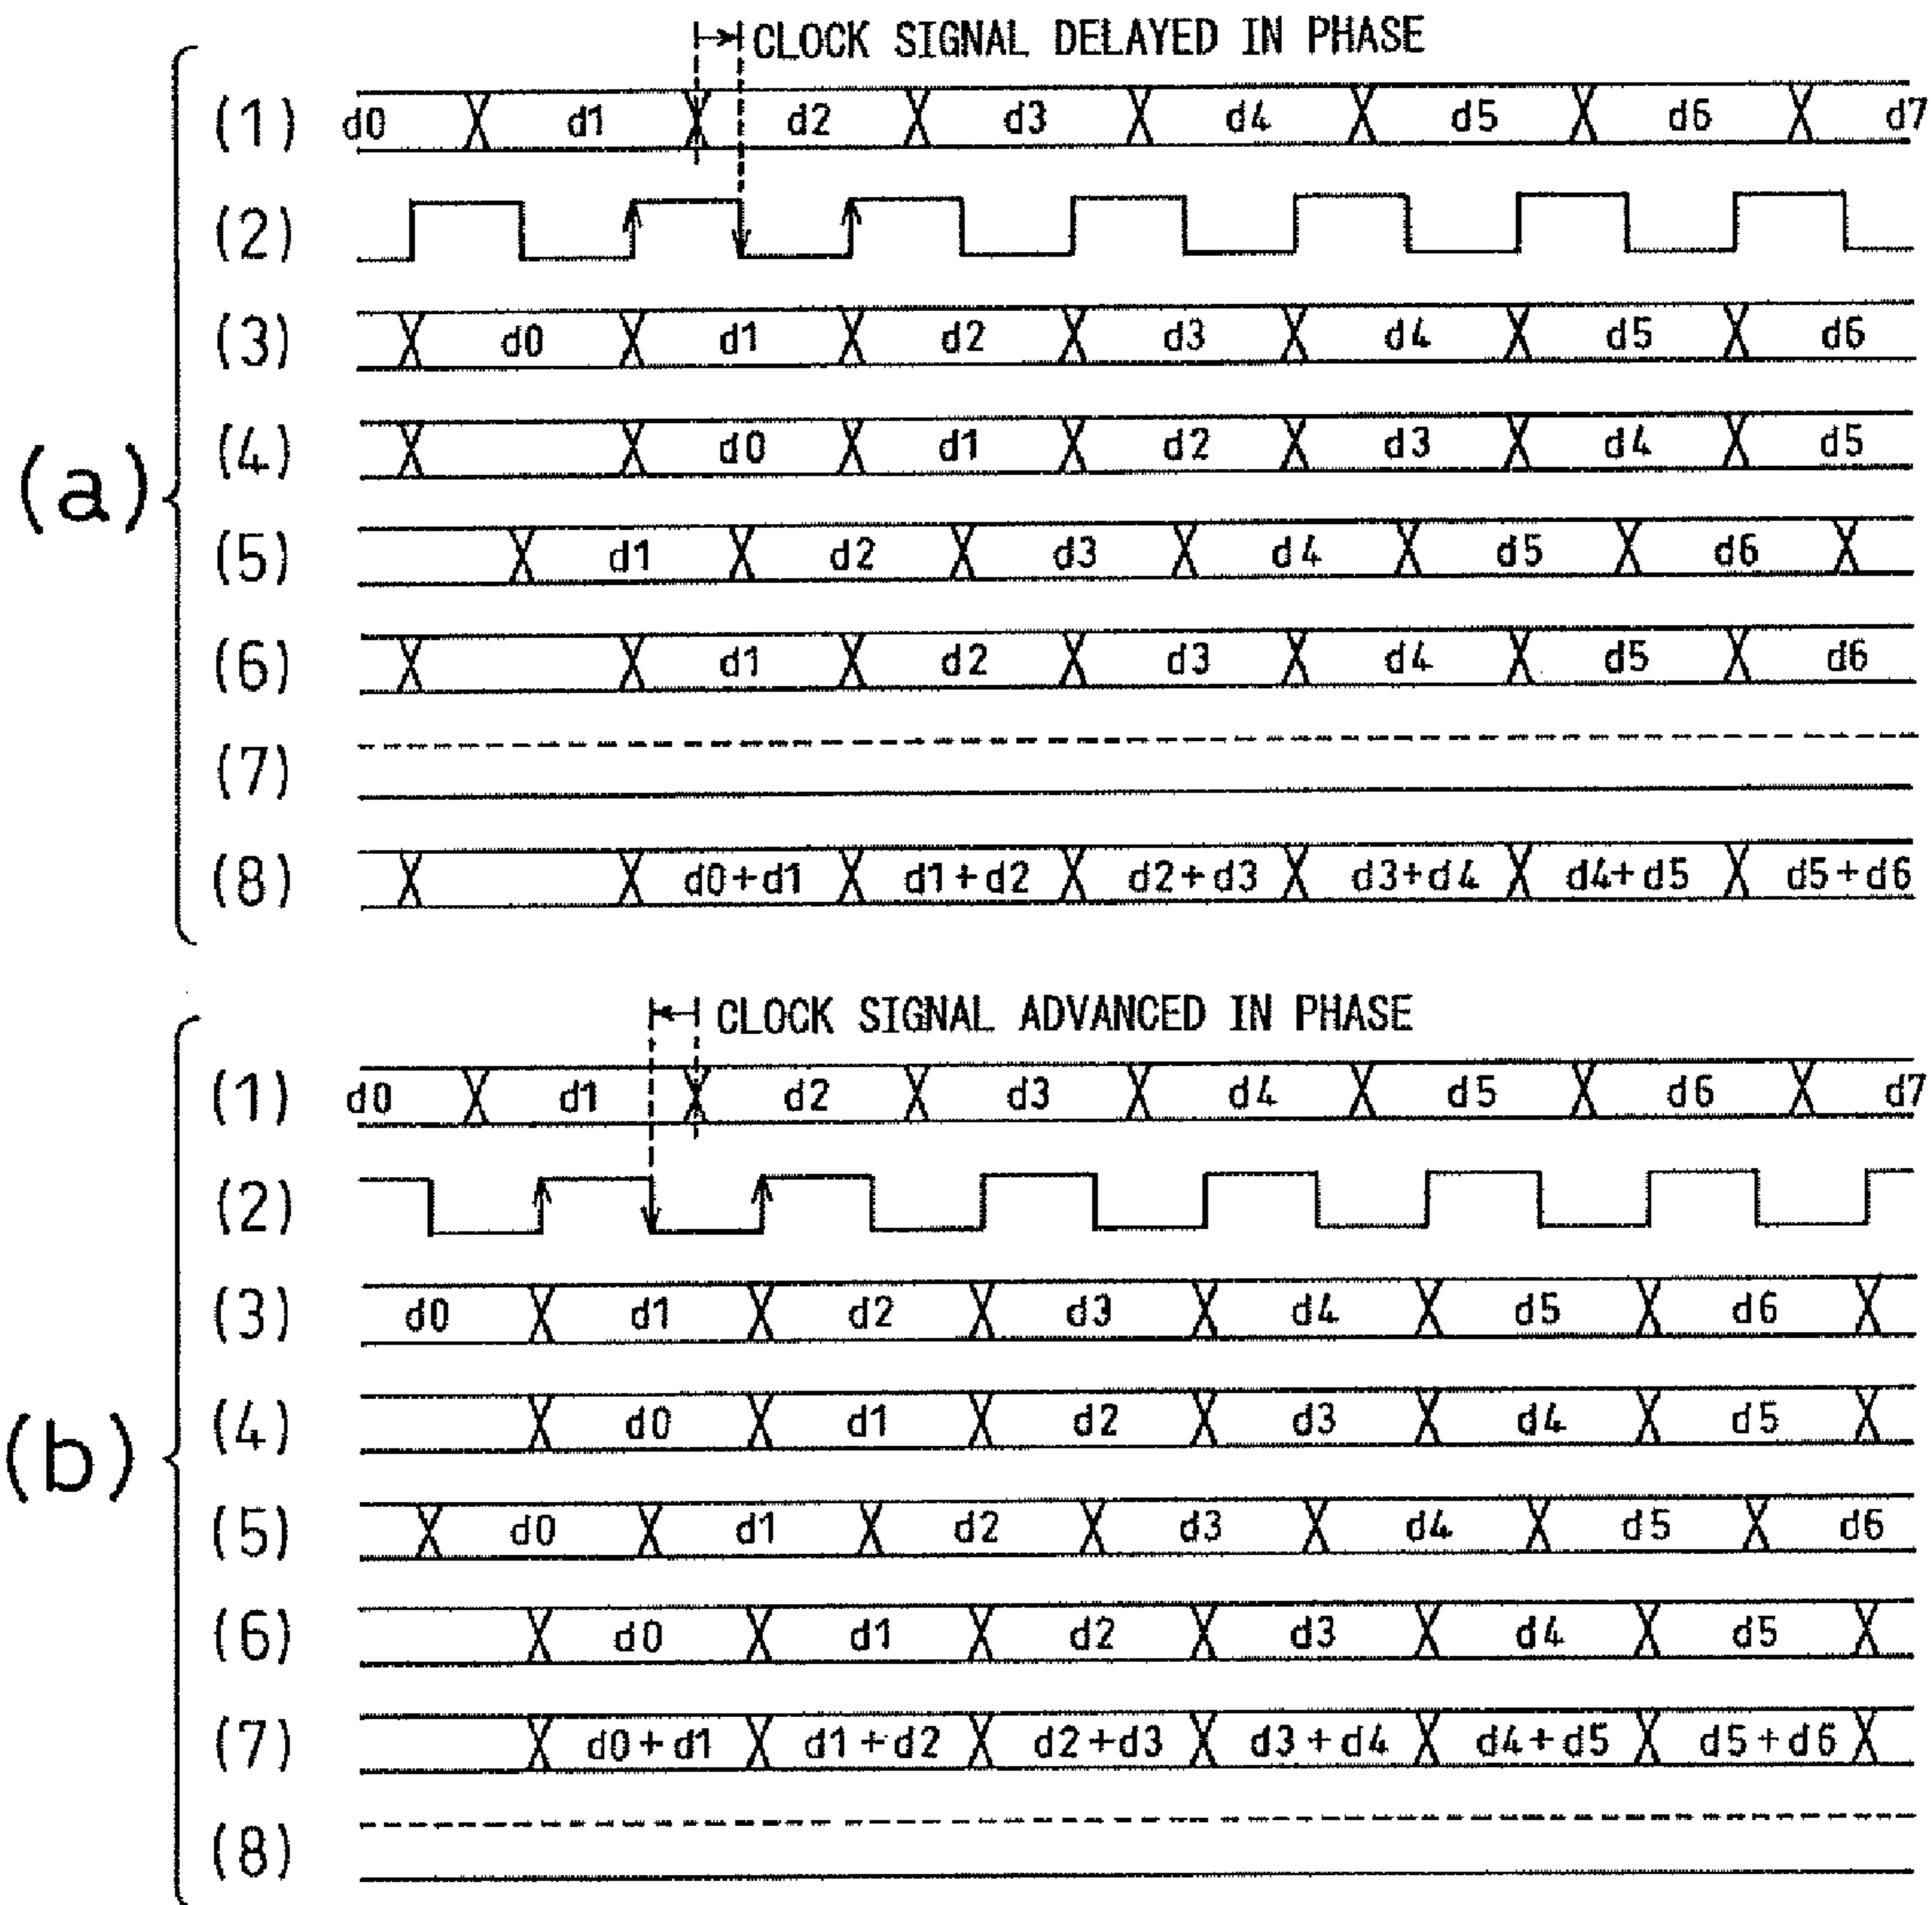 CLOCK SIGNAL DELAYED IN PHASE
(a)
(1) d0 d1 d2 d3 d4 d5 d6 d7
(2)
(3) d0 d1 d2 d3 d4 d5 d6
(4) d0 d1 d2 d3 d4 d5
(5) d1 d2 d3 d4 d5 d6
(6) d1 d2 d3 d4 d5 d6
(7)
(8) d0+d1 d1+d2 d2+d3 d3+d4 d4+d5 d5+d6
CLOCK SIGNAL ADVANCED IN PHASE
(b)
(1) d0 d1 d2 d3 d4 d5 d6 d7
(2)
(3) d0 d1 d2 d3 d4 d5 d6
(4) d0 d1 d2 d3 d4 d5
(5) d0 d1 d2 d3 d4 d5 d6
(6) d0 d1 d2 d3 d4 d5
(7) d0+d1 d1+d2 d2+d3 d3+d4 d4+d5 d5+d6
(8)